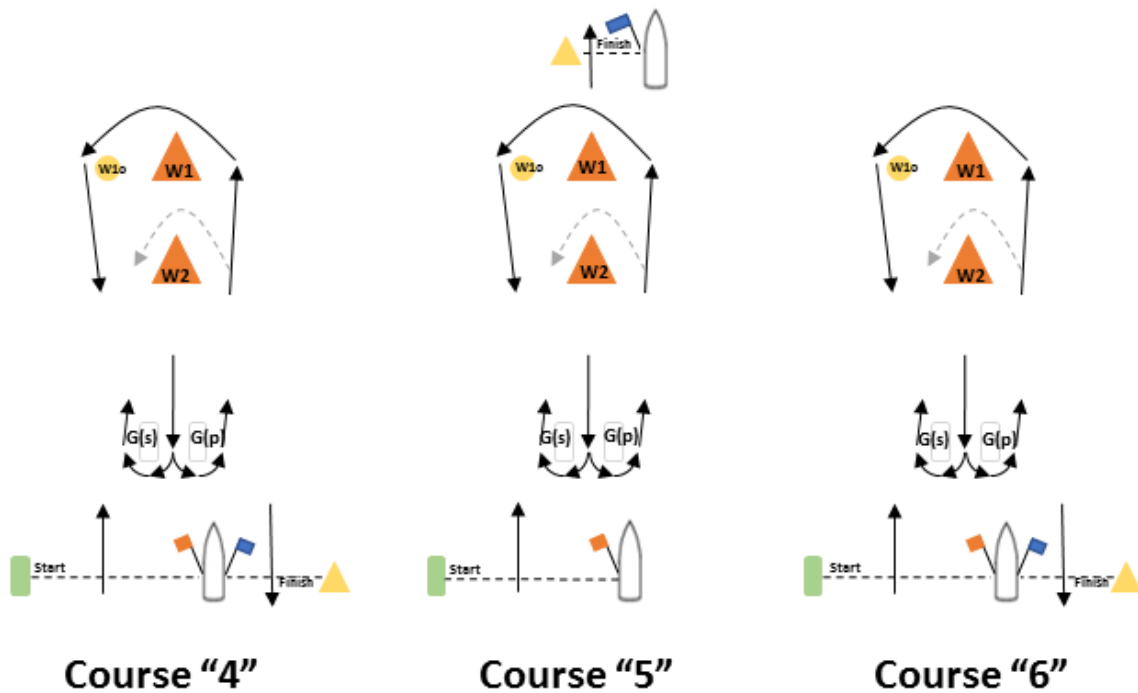 Finish
W1o W1 W1o W1 W1o W1
W2 W2 W2
G(s) G(p) G(s) G(p) G(s) G(p)
Start Finish Start Start Finish
Course “4” Course “5” Course “6”